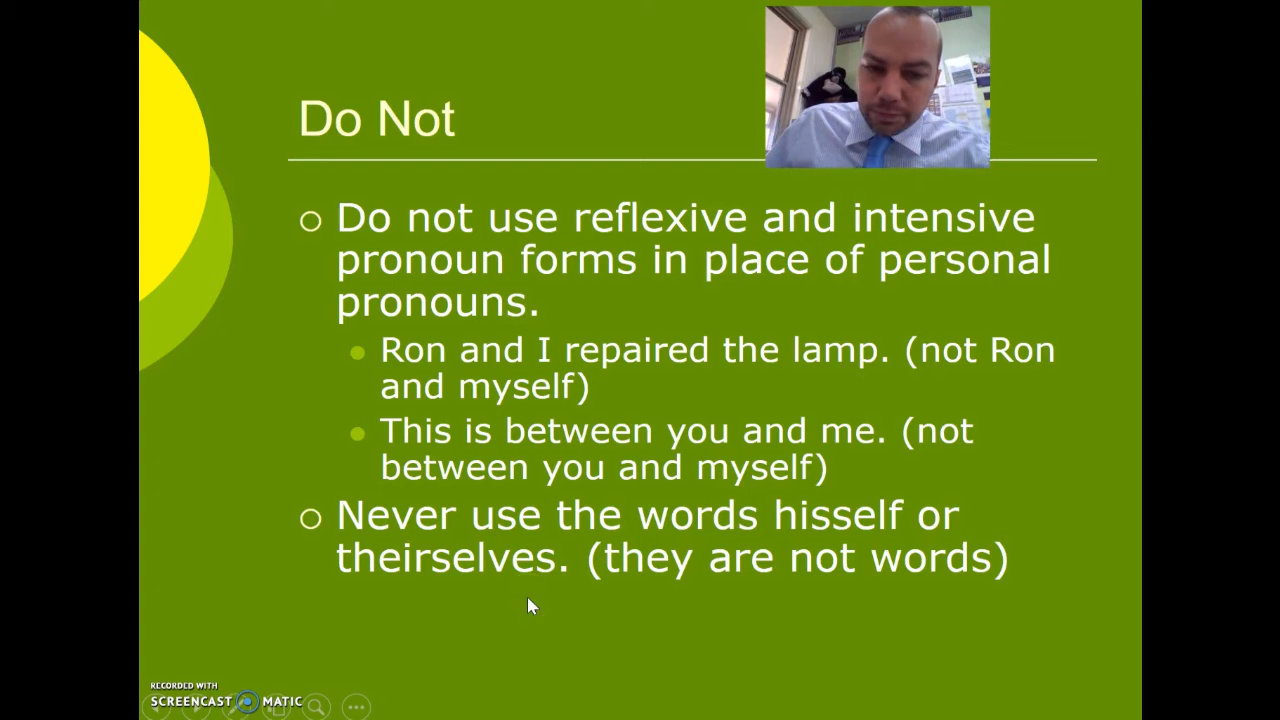 Do Not
Do not use reflexive and intensive
pronoun forms in place of personal
pronouns.
Ron and I repaired the lamp. (not Ron
and myself)
This is between you and me. (not
between you and myself)
Never use the words hisself or
theirselves. (they are not words)
RECORDED WITH
SCREENCAST MATIC